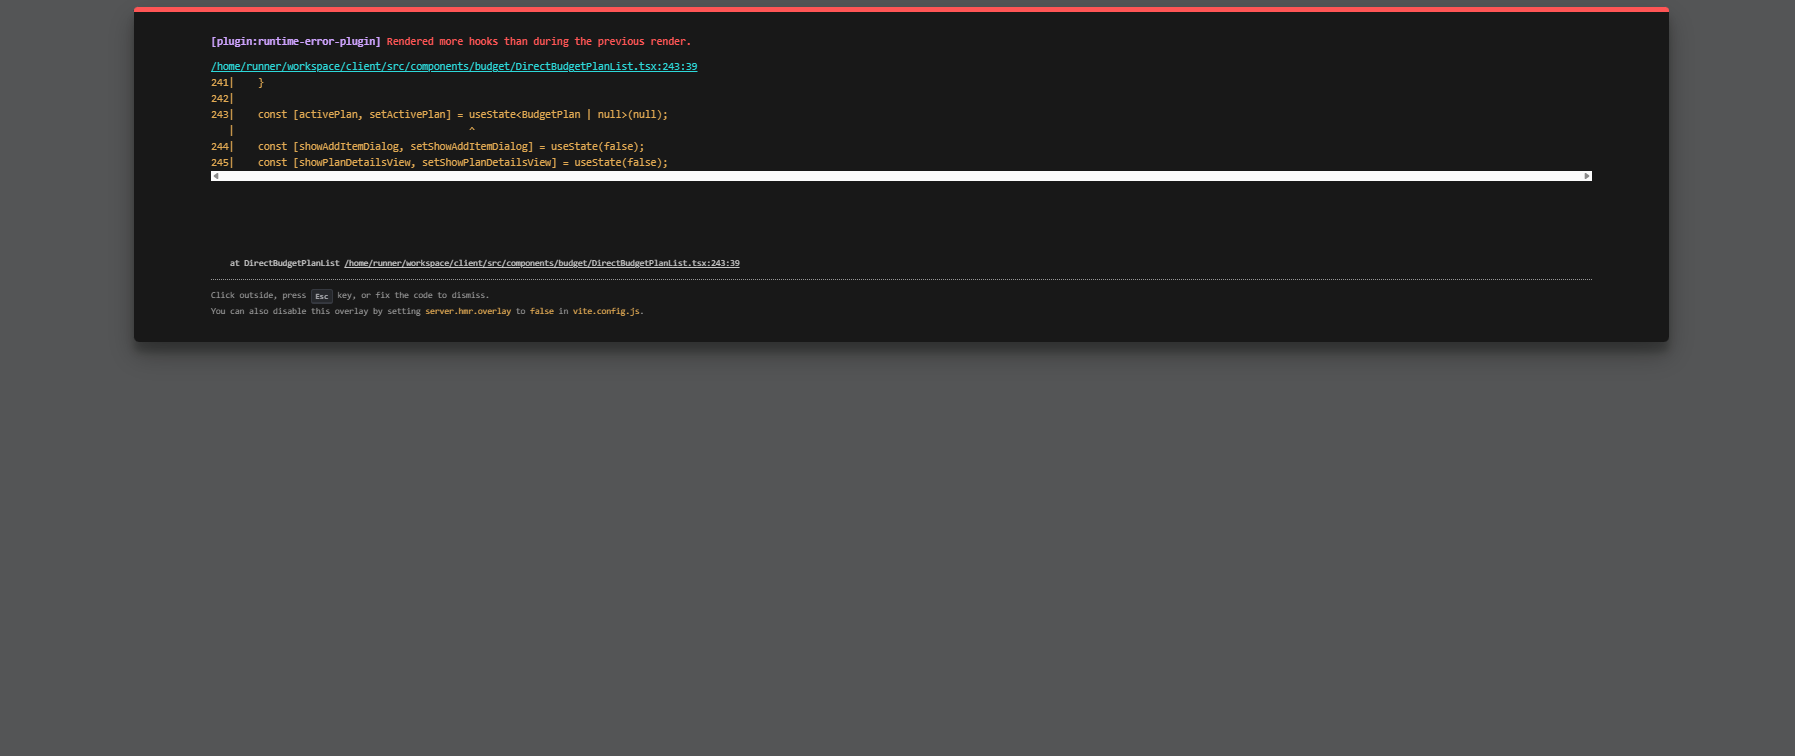 [plugin:runtime-error-plugin] Rendered more hooks than during the previous render.
/home/runner/workspace/client/src/components/budget/DirectBudgetPlanList.tsx:243:39
241|    }
242|
243|    const [activePlan, setActivePlan] = useState<BudgetPlan | null>(null);
   |                                        ^
244|    const [showAddItemDialog, setShowAddItemDialog] = useState(false);
245|    const [showPlanDetailsView, setShowPlanDetailsView] = useState(false);
at DirectBudgetPlanList /home/runner/workspace/client/src/components/budget/DirectBudgetPlanList.tsx:243:39
Click outside, press Esc key, or fix the code to dismiss.
You can also disable this overlay by setting server.hmr.overlay to false in vite.config.js.